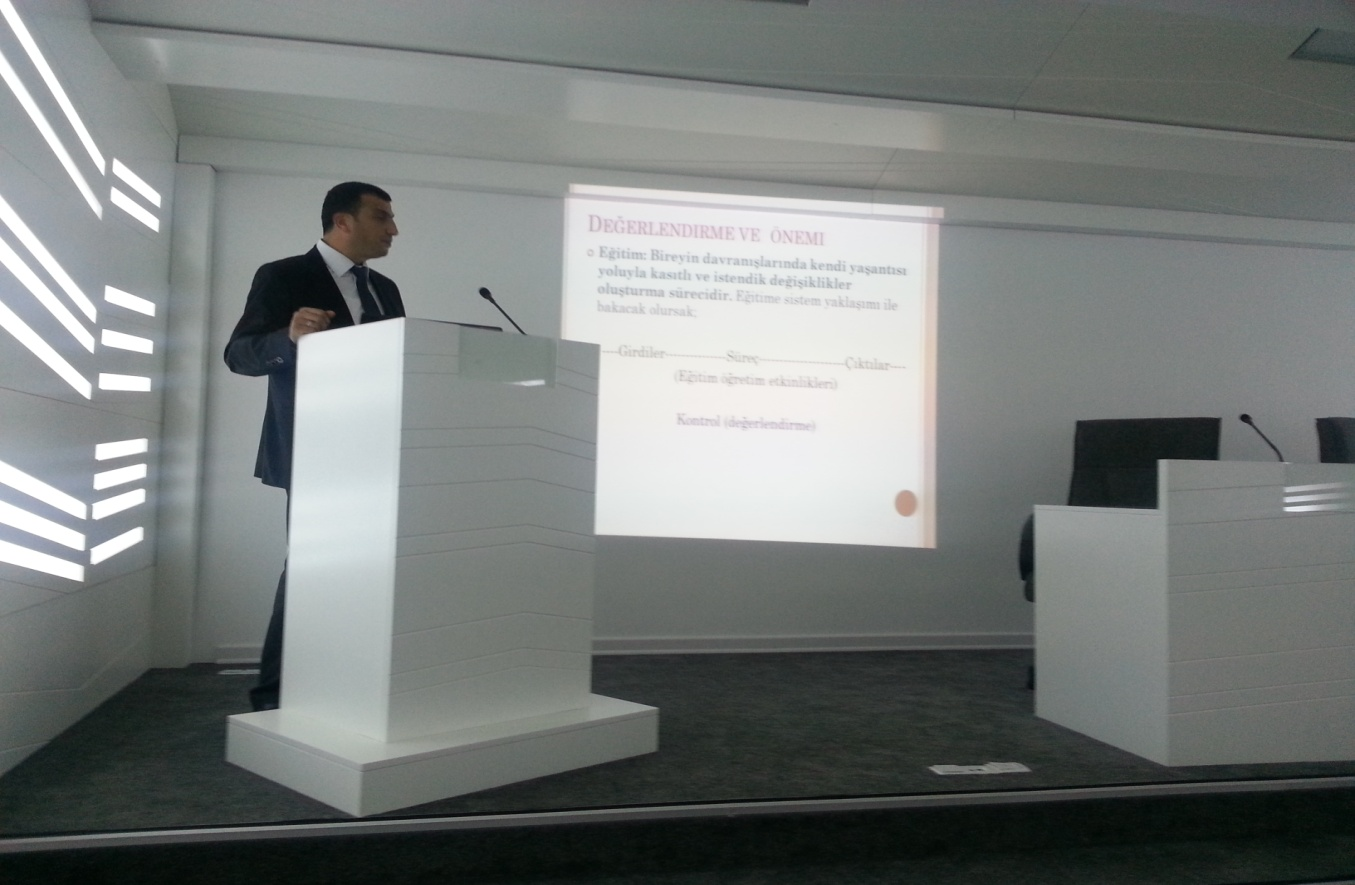 DEĞERLENDIRME VE ÖNEMI
Eğitim: Bireyin davranışlarında kendi yaşantısı
yoluyla kasıtlı ve istendik değişiklikler
oluşturma sürecidir. Eğitime sistem yaklaşımı ile
bakacak olursak;
----Girdiler-------------Süreç-------------------Çıktılar----
(Eğitim öğretim etkinlikleri)
Kontrol (değerlendirme)